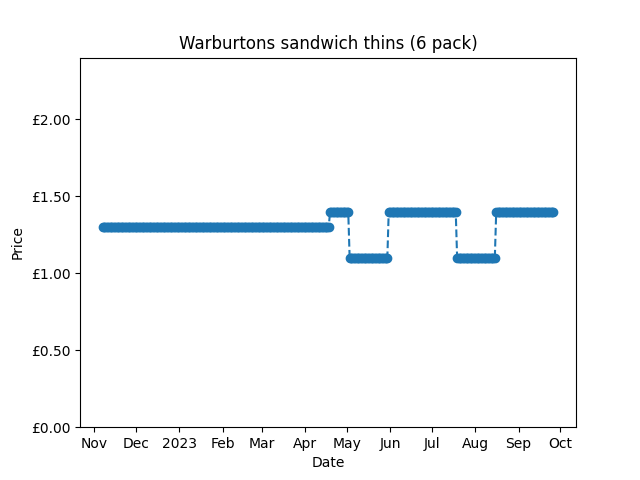 Warburtons sandwich thins (6 pack)
£2.00
£1.50
£1.00
£0.50
£0.00
Price
Nov Dec 2023 Feb Mar Apr May Jun Jul Aug Sep Oct
Date